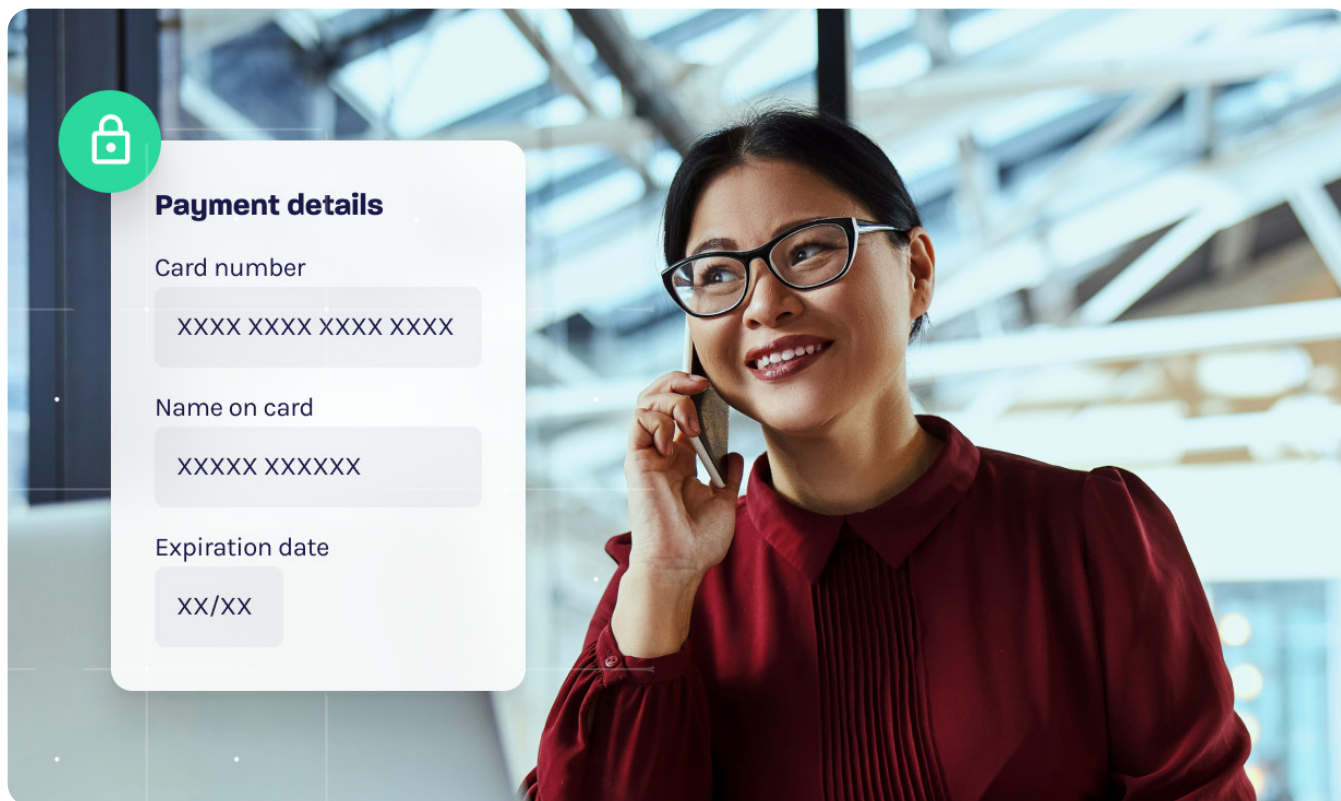 Payment details
Card number
XXXX XXXX XXXX XXXX
Name on card
XXXXX XXXXXX
Expiration date
XX/XX